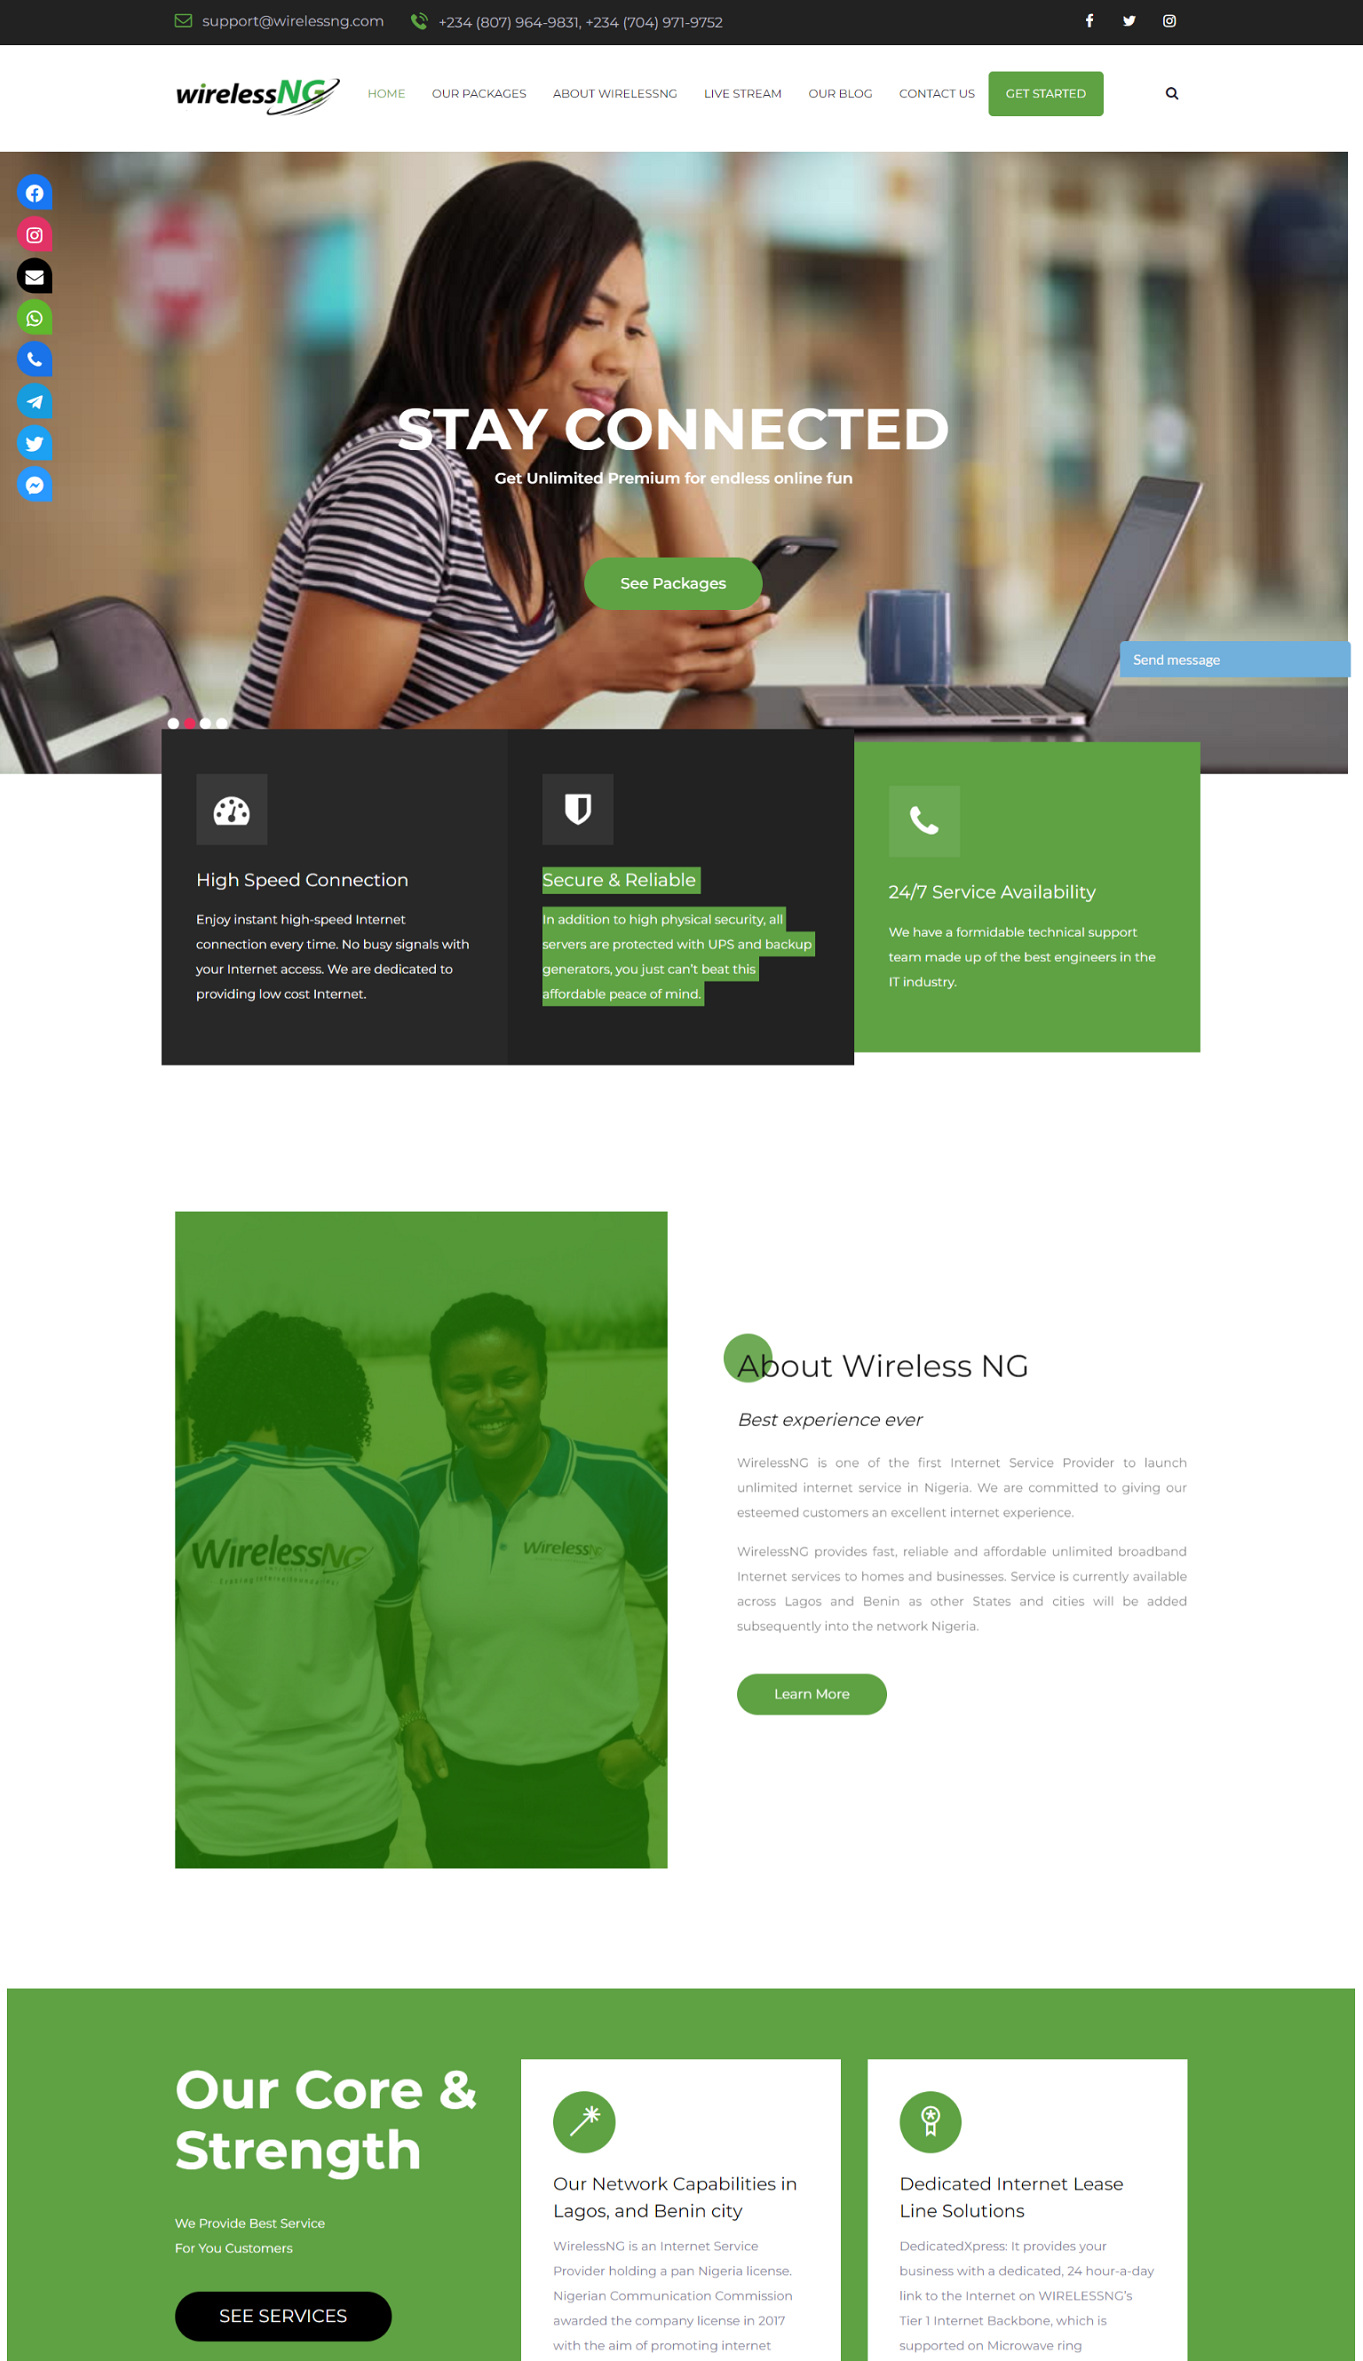 support@wirelessng.com
+234 (807) 964-9831, +234 (704) 971-9752
wirelessNG
HOME
OUR PACKAGES
ABOUT WIRELESSNG
LIVE STREAM
OUR BLOG
CONTACT US
GET STARTED
STAY CONNECTED
Get Unlimited Premium for endless online fun
See Packages
Send message
High Speed Connection
Enjoy instant high-speed Internet
connection every time. No busy signals with
your Internet access. We are dedicated to
providing low cost Internet.
Secure & Reliable
In addition to high physical security, all
servers are protected with UPS and backup
generators, you just can't beat this
affordable peace of mind.
24/7 Service Availability
We have a formidable technical support
team made up of the best engineers in the
IT industry.
WirelessNG
WirelessNG
About Wireless NG
Best experience ever
WirelessNG is one of the first Internet Service Provider to launch
unlimited internet service in Nigeria. We are committed to giving our
esteemed customers an excellent internet experience.
WirelessNG provides fast, reliable and affordable unlimited broadband
Internet services to homes and businesses. Service is currently available
across Lagos and Benin as other States and cities will be added
subsequently into the network Nigeria.
Learn More
Our Core &
Strength
We Provide Best Service
For You Customers
SEE SERVICES
Our Network Capabilities in
Lagos, and Benin city
WirelessNG is an Internet Service
Provider holding a pan Nigeria license.
Nigerian Communication Commission
awarded the company license in 2017
with the aim of promoting internet
Dedicated Internet Lease
Line Solutions
DedicatedXpress: It provides your
business with a dedicated, 24 hour-a-day
link to the Internet on WIRELESSNG's
Tier 1 Internet Backbone, which is
supported on Microwave ring